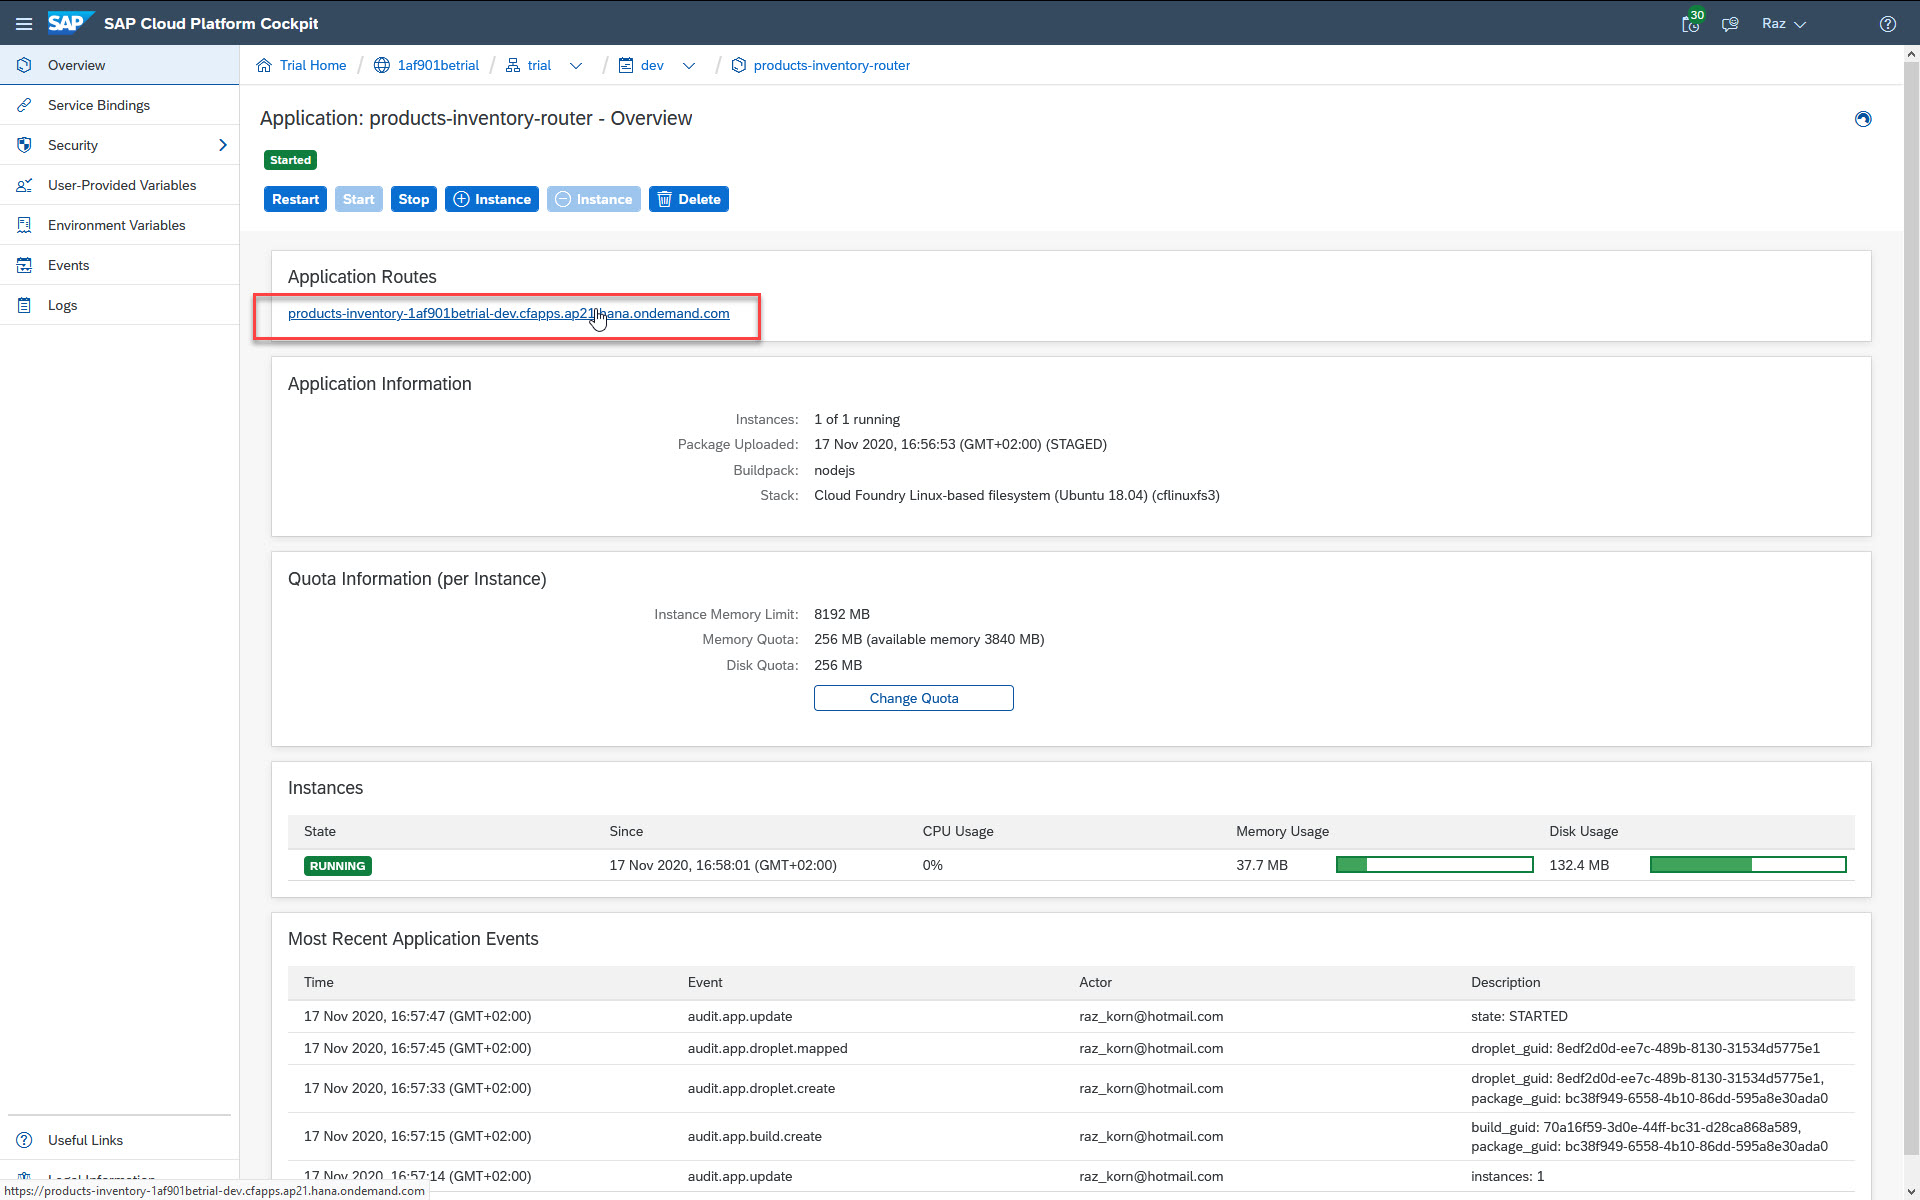 SAP SAP Cloud Platform Cockpit
30
Raz
Overview
Service Bindings
Security
User-Provided Variables
Environment Variables
Events
Logs
Useful Links
Legal Information
Trial Home / 1af901betrial / trial / dev / products-inventory-router
Application: products-inventory-router - Overview
Started
Restart Start Stop Instance Instance Delete
Application Routes
products-inventory-1af901betrial-dev.cfapps.ap21.hana.ondemand.com
Application Information
Instances: 1 of 1 running
Package Uploaded: 17 Nov 2020, 16:56:53 (GMT+02:00) (STAGED)
Buildpack: nodejs
Stack: Cloud Foundry Linux-based filesystem (Ubuntu 18.04) (cflinuxfs3)
Quota Information (per Instance)
Instance Memory Limit: 8192 MB
Memory Quota: 256 MB (available memory 3840 MB)
Disk Quota: 256 MB
Change Quota
Instances
State Since CPU Usage Memory Usage Disk Usage
RUNNING 17 Nov 2020, 16:58:01 (GMT+02:00) 0% 37.7 MB 132.4 MB
Most Recent Application Events
Time Event Actor Description
17 Nov 2020, 16:57:47 (GMT+02:00) audit.app.update raz_korn@hotmail.com state: STARTED
17 Nov 2020, 16:57:45 (GMT+02:00) audit.app.droplet.mapped raz_korn@hotmail.com droplet_guid: 8edf2d0d-ee7c-489b-8130-31534d5775e1
17 Nov 2020, 16:57:33 (GMT+02:00) audit.app.droplet.create raz_korn@hotmail.com droplet_guid: 8edf2d0d-ee7c-489b-8130-31534d5775e1,
package_guid: bc38f949-6558-4b10-86dd-595a8e30ada0
17 Nov 2020, 16:57:15 (GMT+02:00) audit.app.build.create raz_korn@hotmail.com build_guid: 70a16f59-3d0e-44ff-bc31-d28ca868a589,
package_guid: bc38f949-6558-4b10-86dd-595a8e30ada0
17 Nov 2020, 16:57:14 (GMT+02:00) audit.app.update raz_korn@hotmail.com instances: 1
https://products-inventory-1af901betrial-dev.cfapps.ap21.hana.ondemand.com